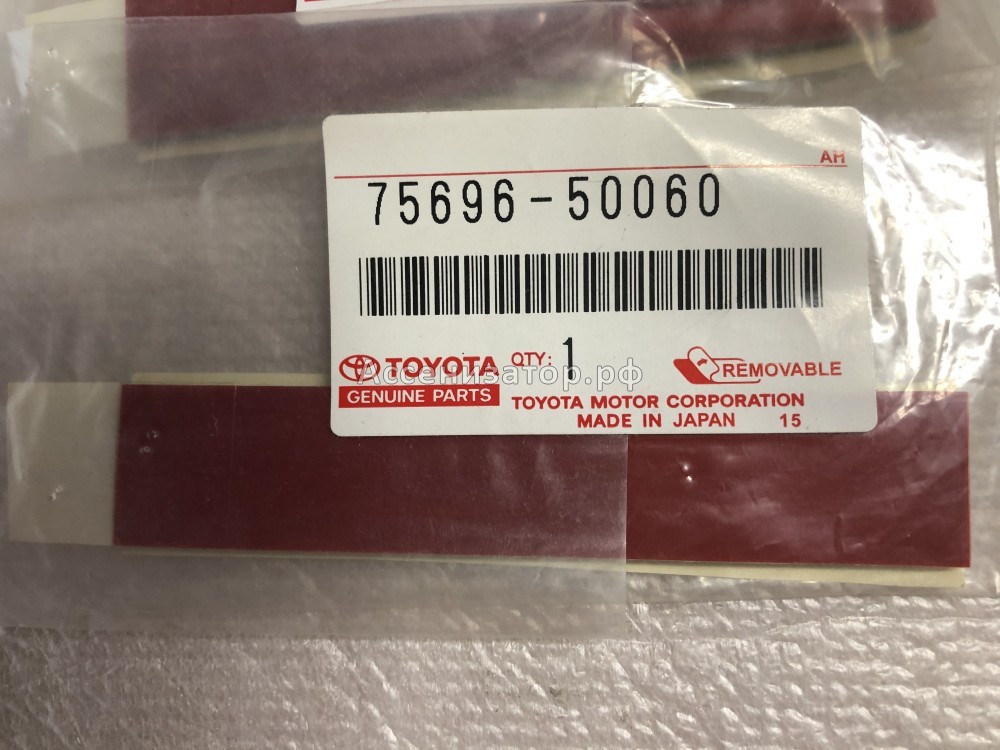 AH
75696-50060
TOYOTA QTY: 1
GENUINE PARTS
REMOVABLE
TOYOTA MOTOR CORPORATION
MADE IN JAPAN 15
Ассенизатор.рф